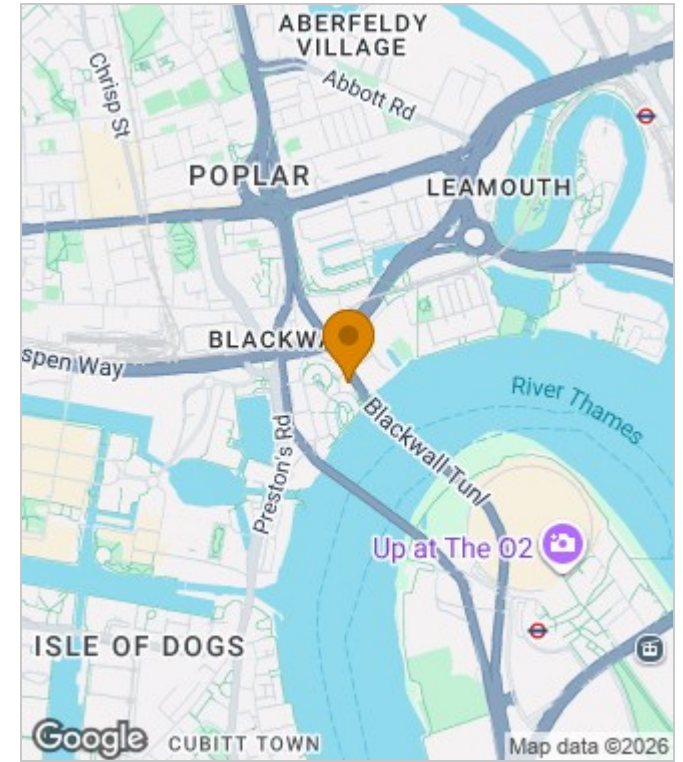 ABERFELDY
VILLAGE
Chrisp St
Abbott Rd
POPLAR
LEAMOUTH
BLACKWA
spen Way
River Thames
Blackwall Tunl
Preston's Rd
Up at The O2
ISLE OF DOGS
Google
CUBITT TOWN
Map data ©2026